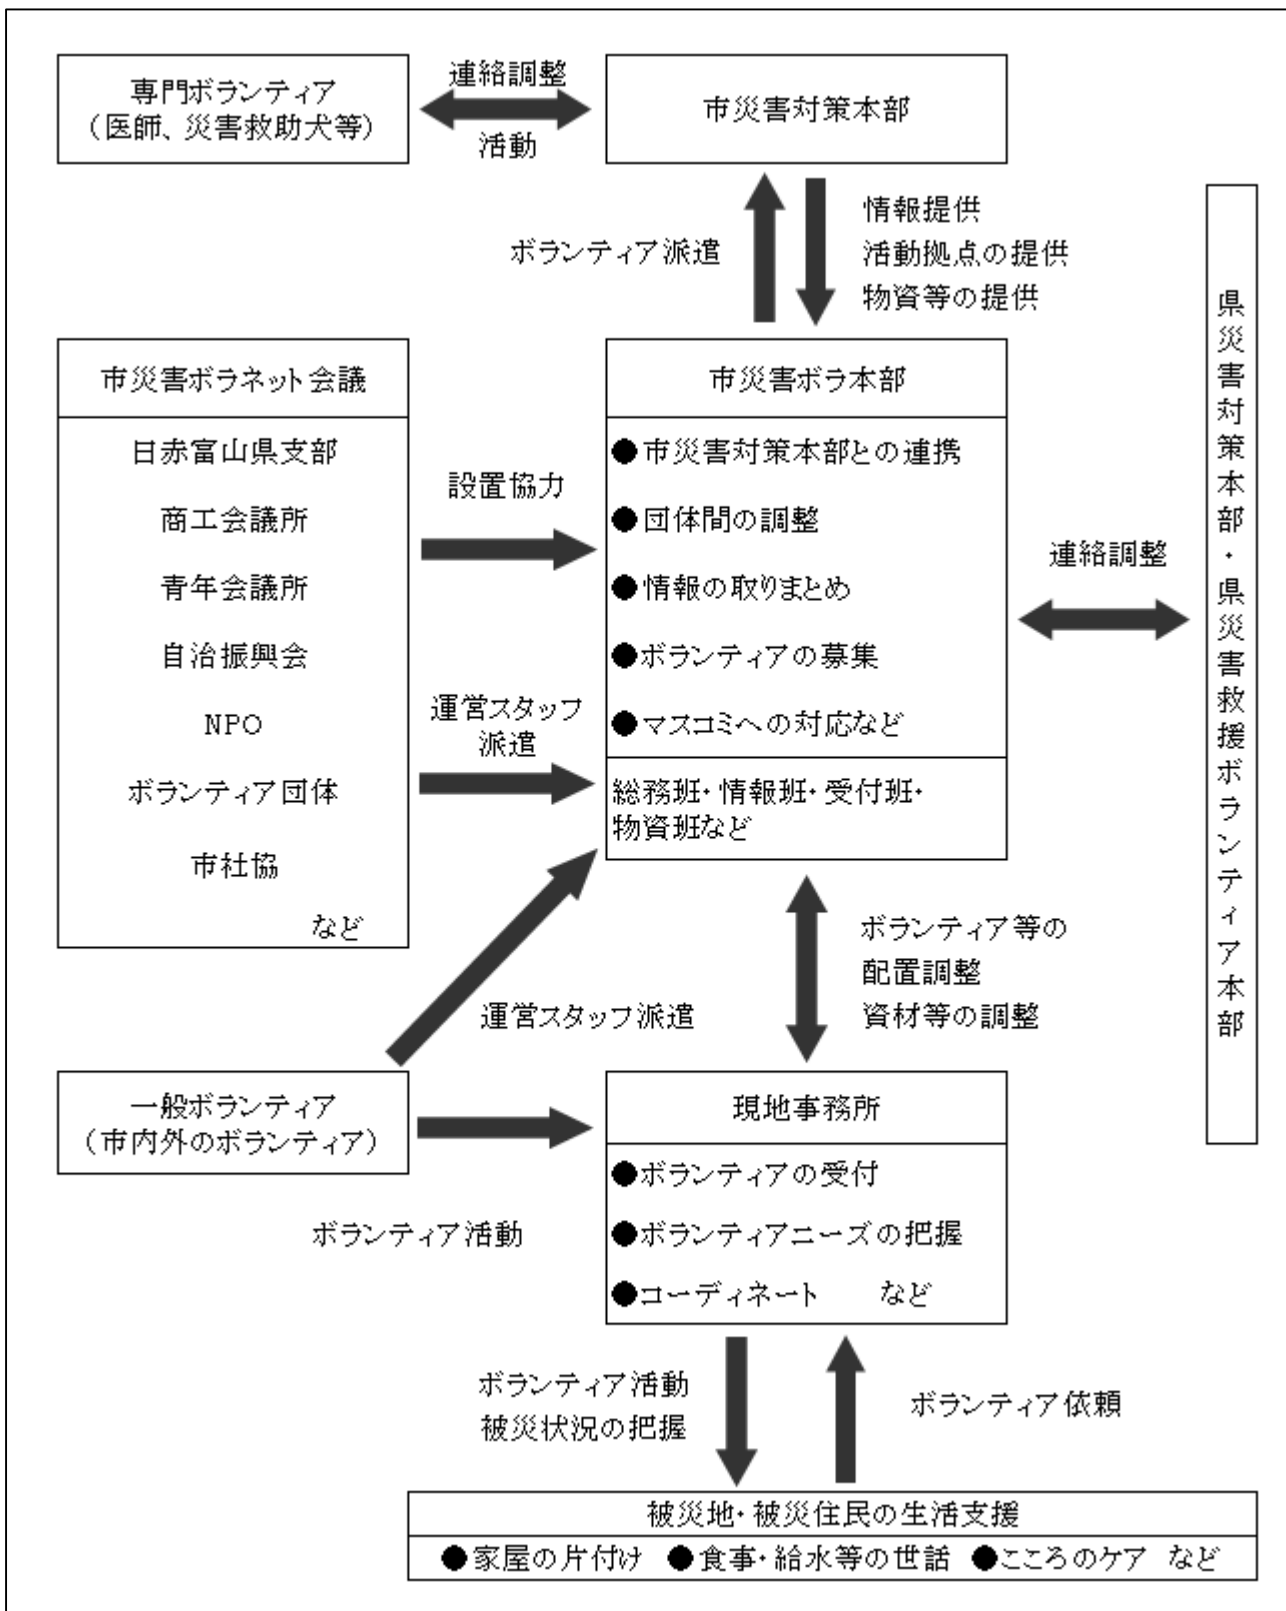 専門ボランティア
（医師、災害救助犬等）
連絡調整
活動
市災害対策本部
ボランティア派遣
情報提供
活動拠点の提供
物資等の提供
市災害ボラネット会議
日赤富山県支部
商工会議所
青年会議所
自治振興会
NPO
ボランティア団体
市社協
など
設置協力
運営スタッフ
派遣
市災害ボラ本部
●市災害対策本部との連携
●団体間の調整
●情報の取りまとめ
●ボランティアの募集
●マスコミへの対応など
総務班・情報班・受付班・
物資班など
連絡調整
県災害対策本部・県災害救援ボランティア本部
運営スタッフ派遣
ボランティア等の
配置調整
資材等の調整
一般ボランティア
（市内外のボランティア）
ボランティア活動
現地事務所
●ボランティアの受付
●ボランティアニーズの把握
●コーディネート　など
ボランティア活動
被災状況の把握
ボランティア依頼
被災地・被災住民の生活支援
●家屋の片付け ●食事・給水等の世話 ●こころのケア など